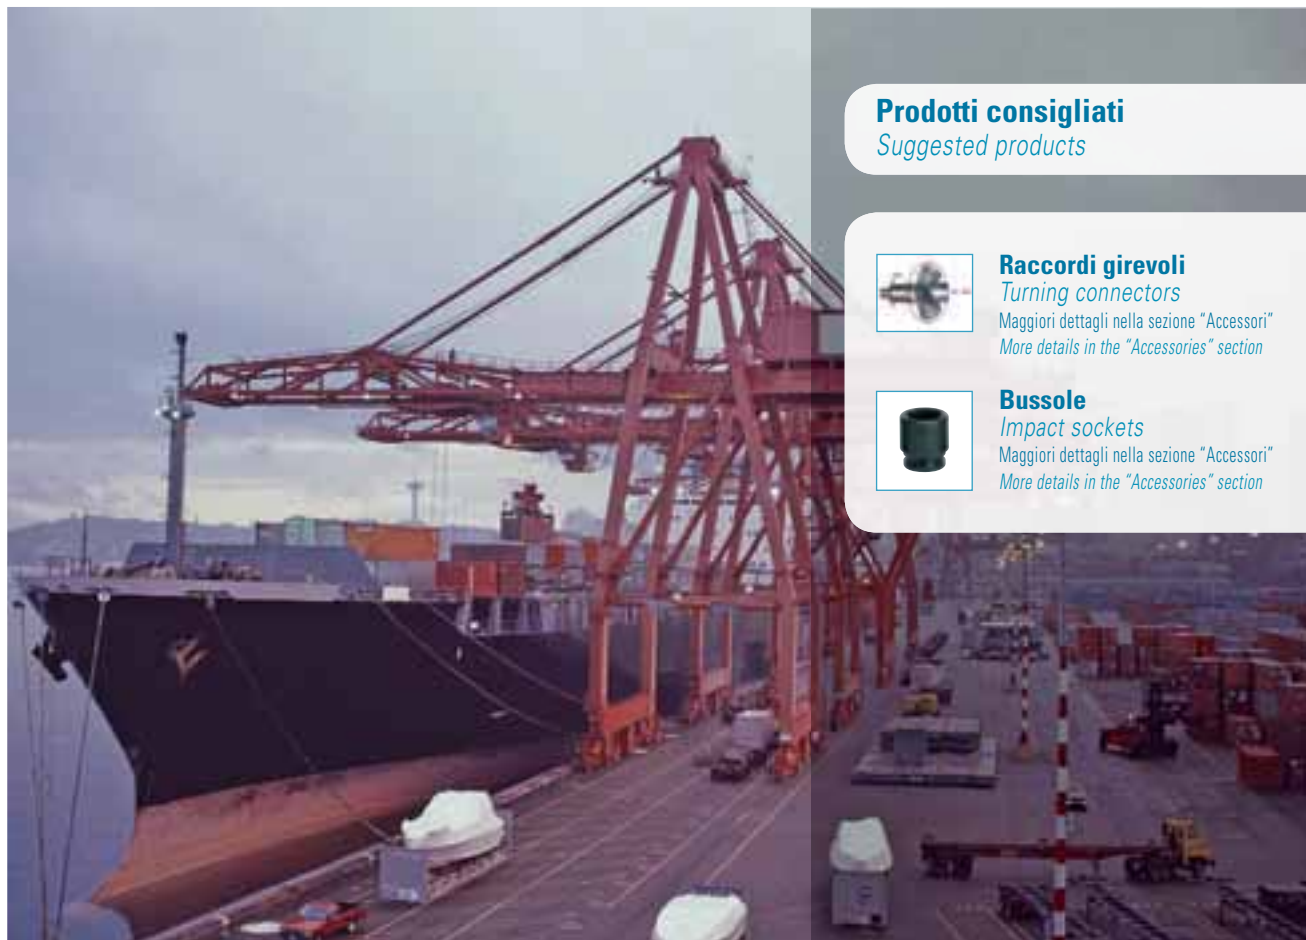 Prodotti consigliati
Suggested products
Raccordi girevoli
Turning connectors
Maggiori dettagli nella sezione “Accessori”
More details in the “Accessories” section
Bussole
Impact sockets
Maggiori dettagli nella sezione “Accessori”
More details in the “Accessories” section